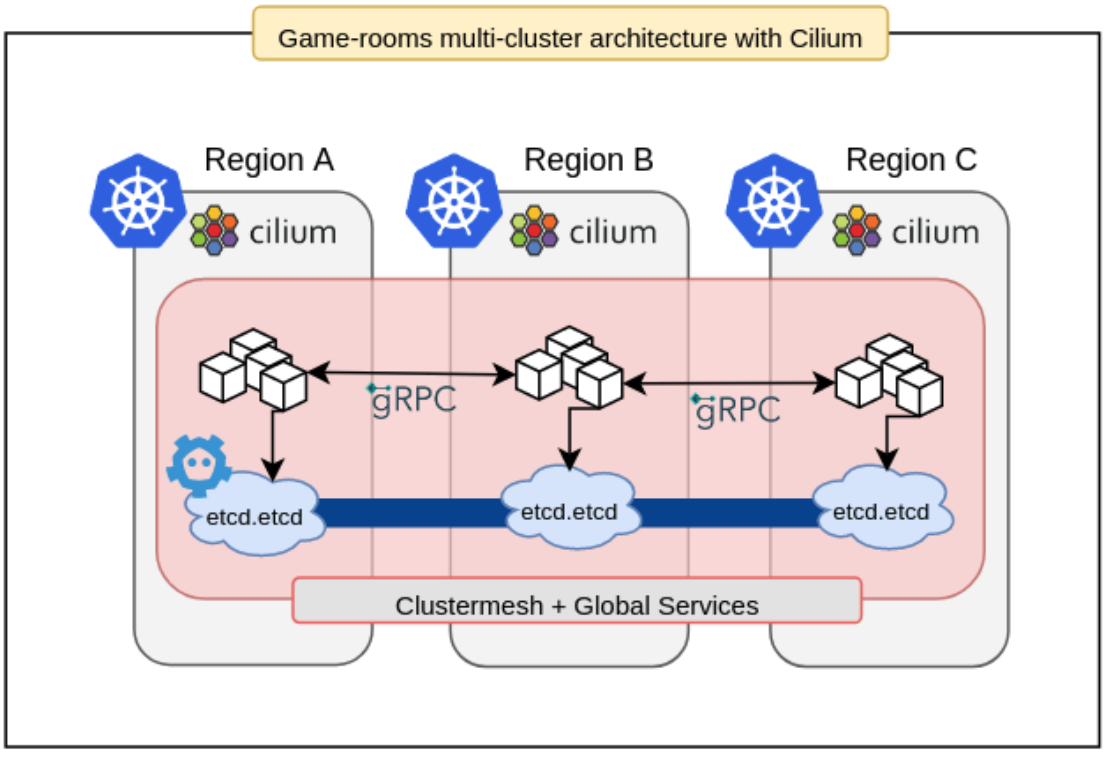 Game-rooms multi-cluster architecture with Cilium
Region A
Region B
Region C
cilium
cilium
cilium
gRPC
gRPC
etcd.etcd
etcd.etcd
etcd.etcd
Clustermesh + Global Services